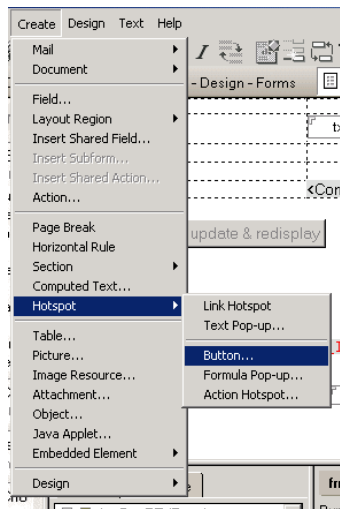 Create Design Text Help
Mail
Document
- Design - Forms
Field...
Layout Region
Insert Shared Field...
Insert Subform...
Insert Shared Action...
Action...
<Com
Page Break
Horizontal Rule
update & redisplay
Section
Computed Text...
Hotspot
Link Hotspot
Text Pop-up...
Table...
Picture...
Button...
Image Resource...
Formula Pop-up...
Attachment...
Action Hotspot...
Object...
Java Applet...
Embedded Element
Design